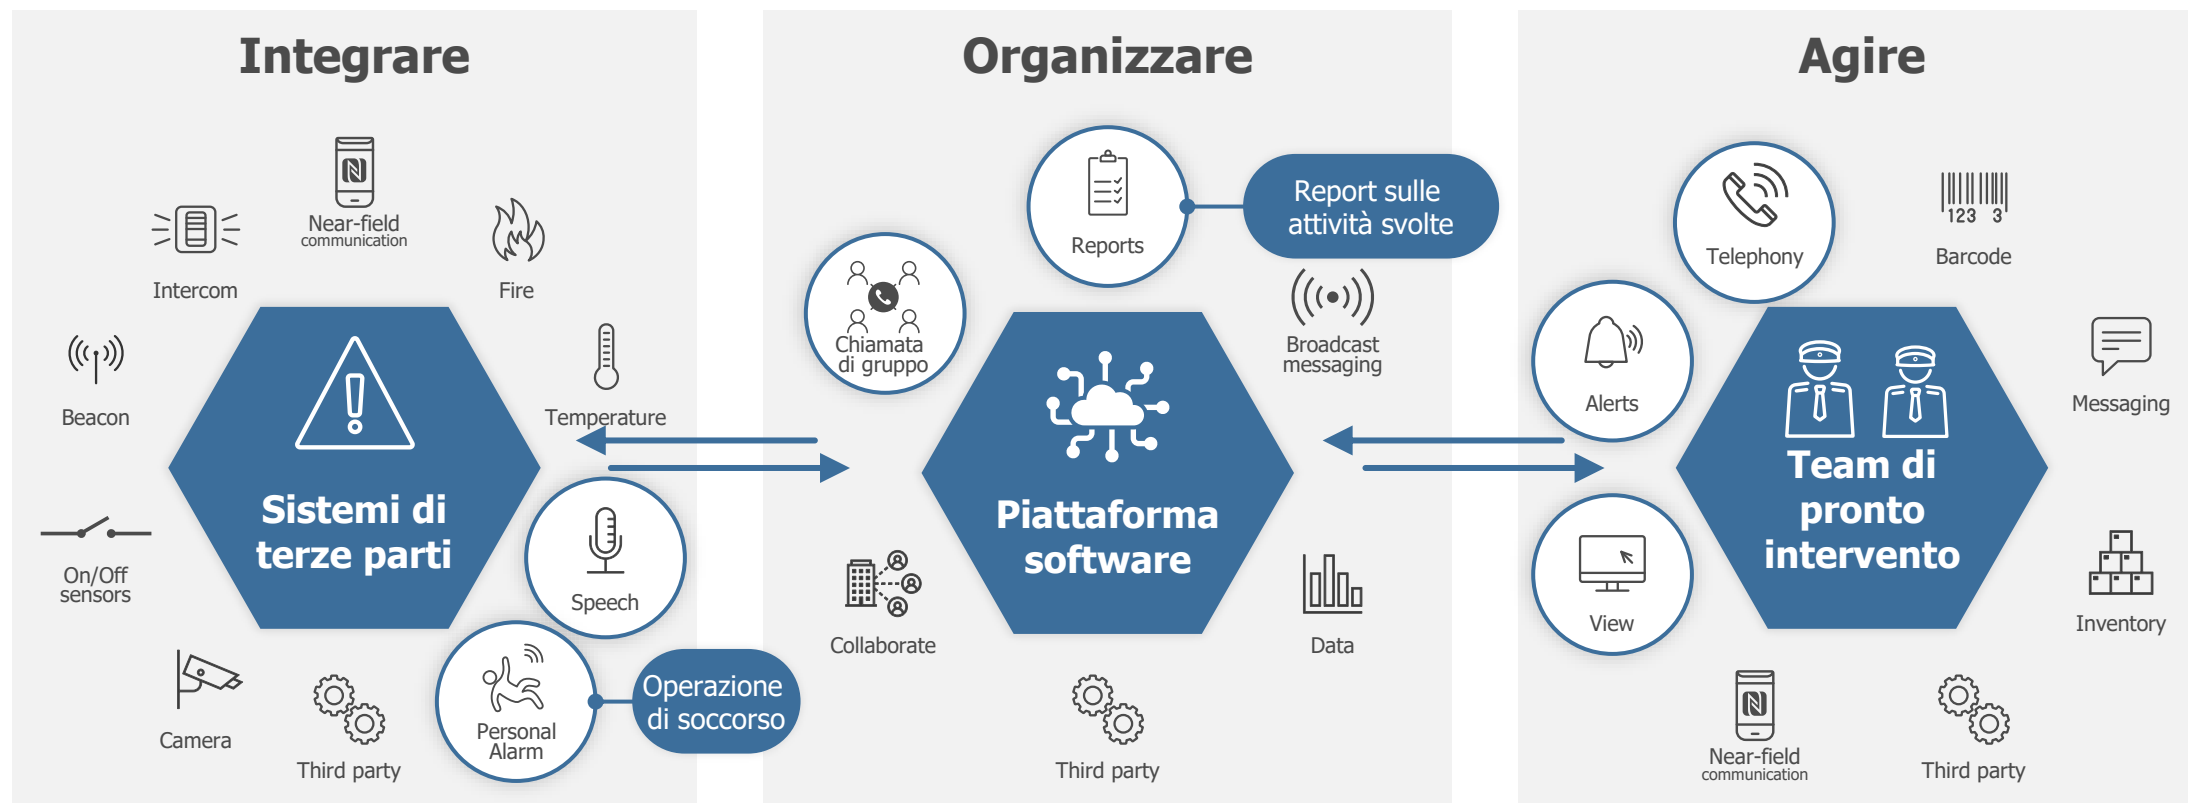 Integrare
Near-field
communication
Intercom
Fire
Beacon
Temperature
Sistemi di
terze parti
On/Off
sensors
Speech
Camera
Third party
Personal
Alarm
Operazione
di soccorso
Organizzare
Reports
Report sulle
attività svolte
Chiamata
di gruppo
Broadcast
messaging
Piattaforma
software
Collaborate
Data
Third party
Agire
Telephony
123 3
Barcode
Alerts
Messaging
Team di
pronto
intervento
View
Inventory
Near-field
communication
Third party